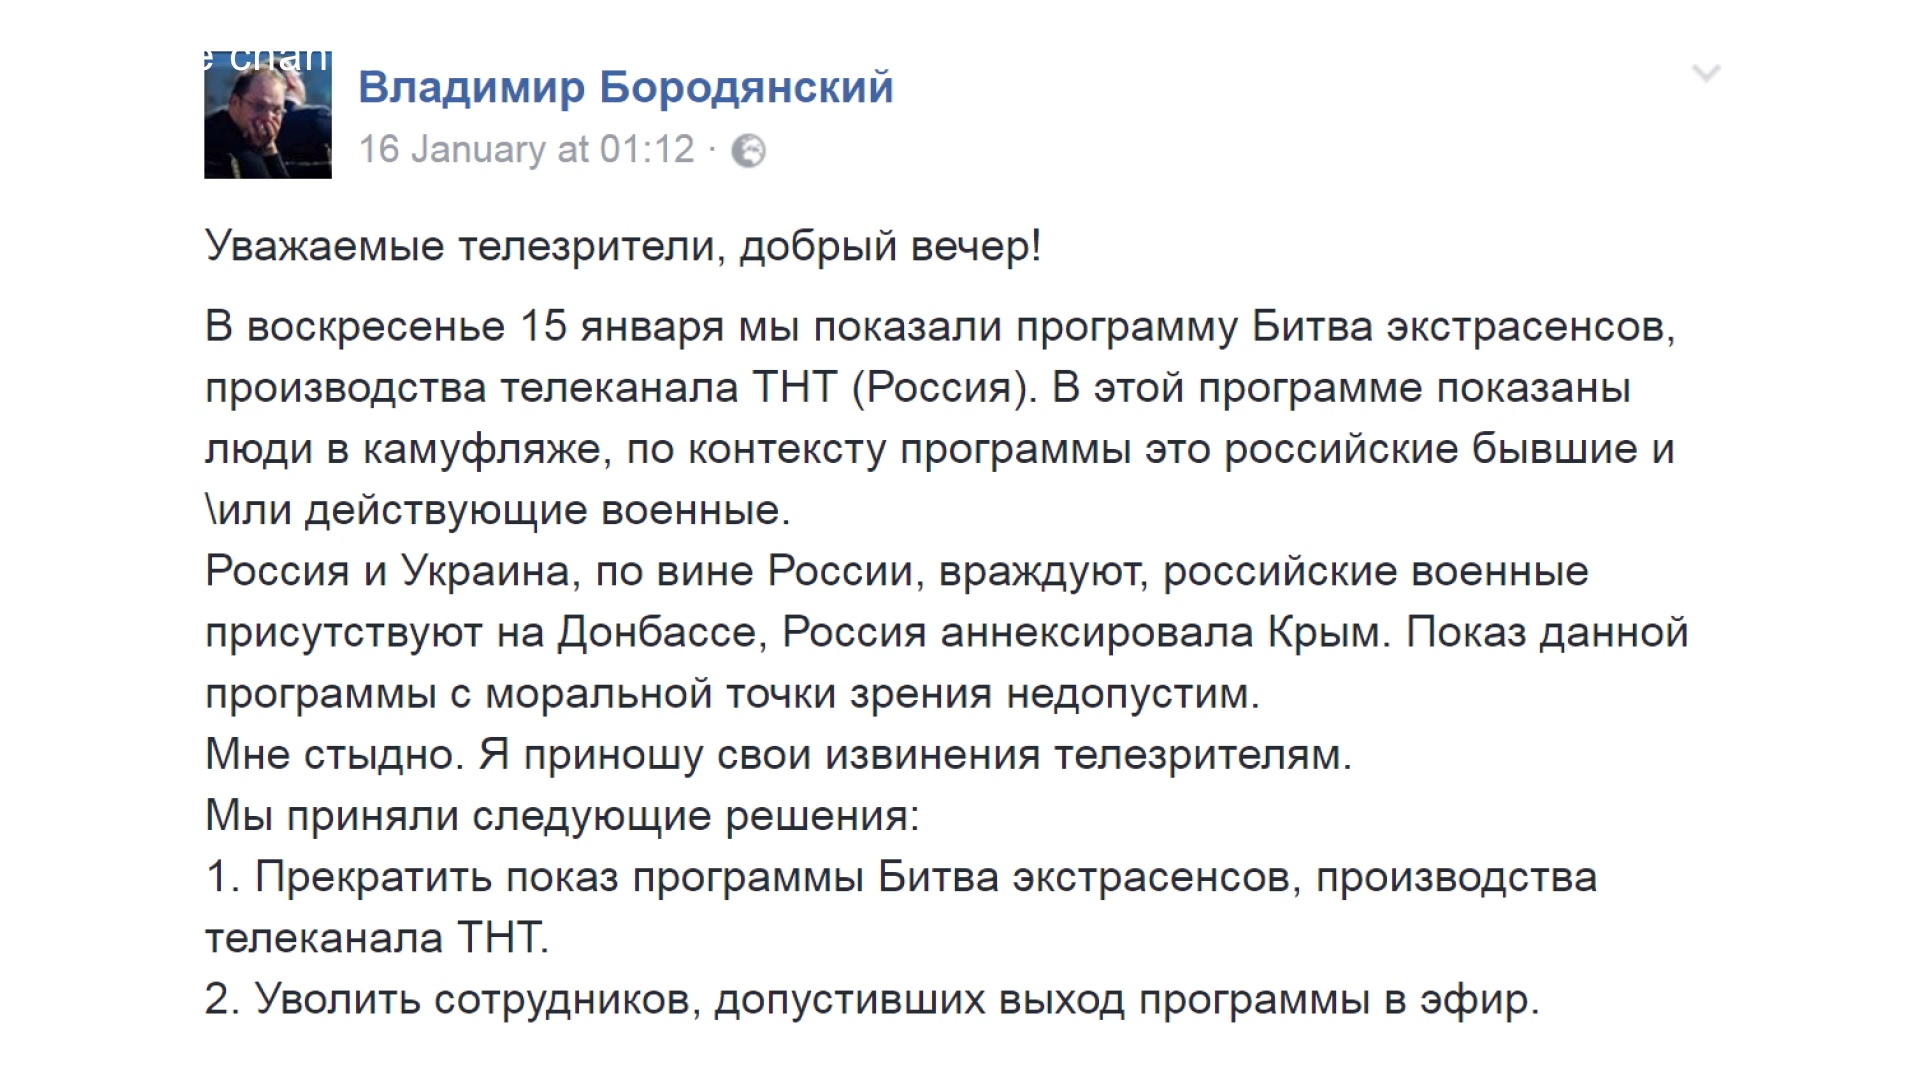 e chan
Владимир Бородянский
16 January at 01:12 ·
Уважаемые телезрители, добрый вечер!
В воскресенье 15 января мы показали программу Битва экстрасенсов,
производства телеканала ТНТ (Россия). В этой программе показаны
люди в камуфляже, по контексту программы это российские бывшие и
\или действующие военные.
Россия и Украина, по вине России, враждуют, российские военные
присутствуют на Донбассе, Россия аннексировала Крым. Показ данной
программы с моральной точки зрения недопустим.
Мне стыдно. Я приношу свои извинения телезрителям.
Мы приняли следующие решения:
1. Прекратить показ программы Битва экстрасенсов, производства
телеканала ТНТ.
2. Уволить сотрудников, допустивших выход программы в эфир.